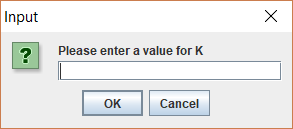 Input
Please enter a value for K
OK
Cancel